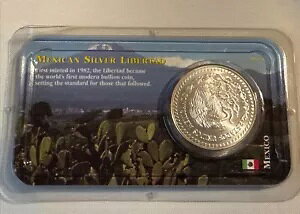 MEXICAN SILVER LIBERTAD
First minted in 1982, the Libertad became
the world's first modern bullion coin,
setting the standard for those that followed.
MEXICO